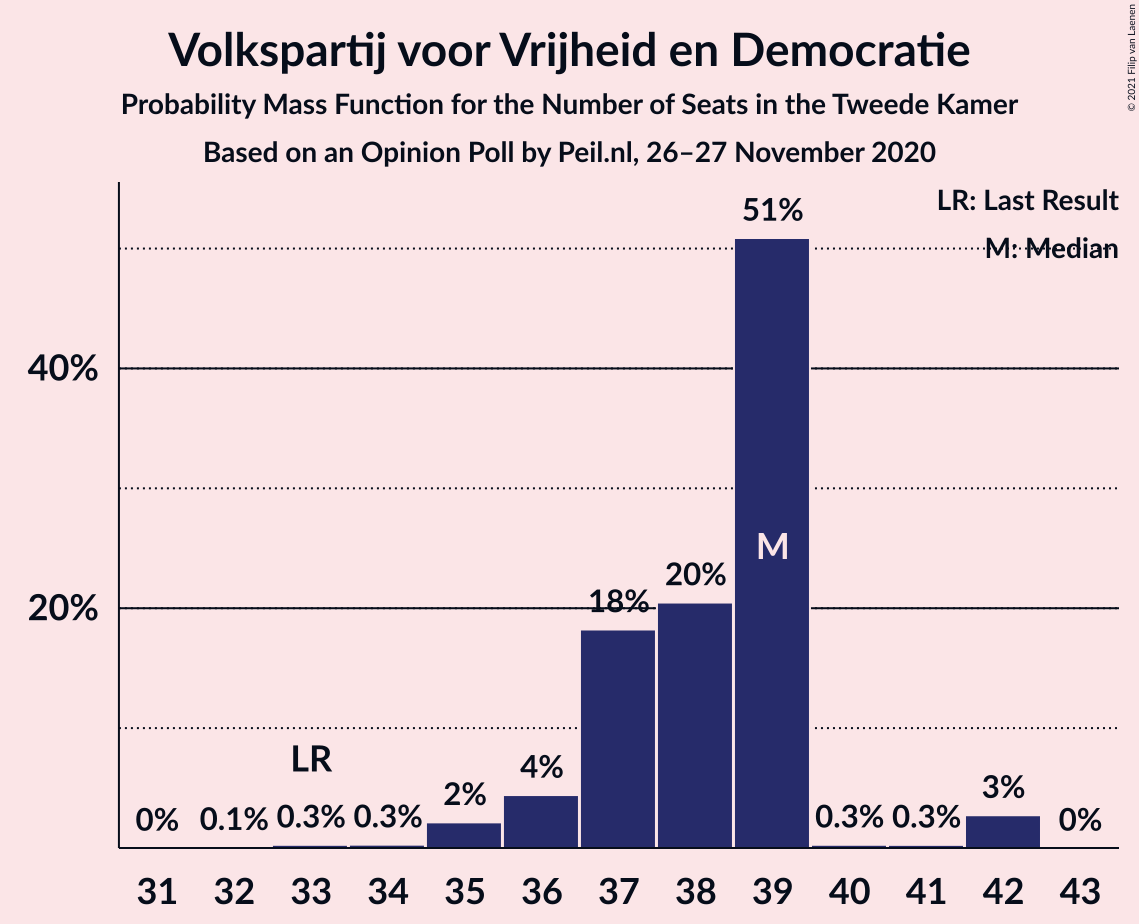 Volkspartij voor Vrijheid en Democratie
Probability Mass Function for the Number of Seats in the Tweede Kamer
Based on an Opinion Poll by Peil.nl, 26–27 November 2020
© 2021 Filip van Laenen
LR: Last Result
M: Median
51%
40%
M
20%
18%
20%
LR
4%
2%
3%
0%
0.1%
0.3%
0.3%
0.3%
0.3%
0%
31 32 33 34 35 36 37 38 39 40 41 42 43